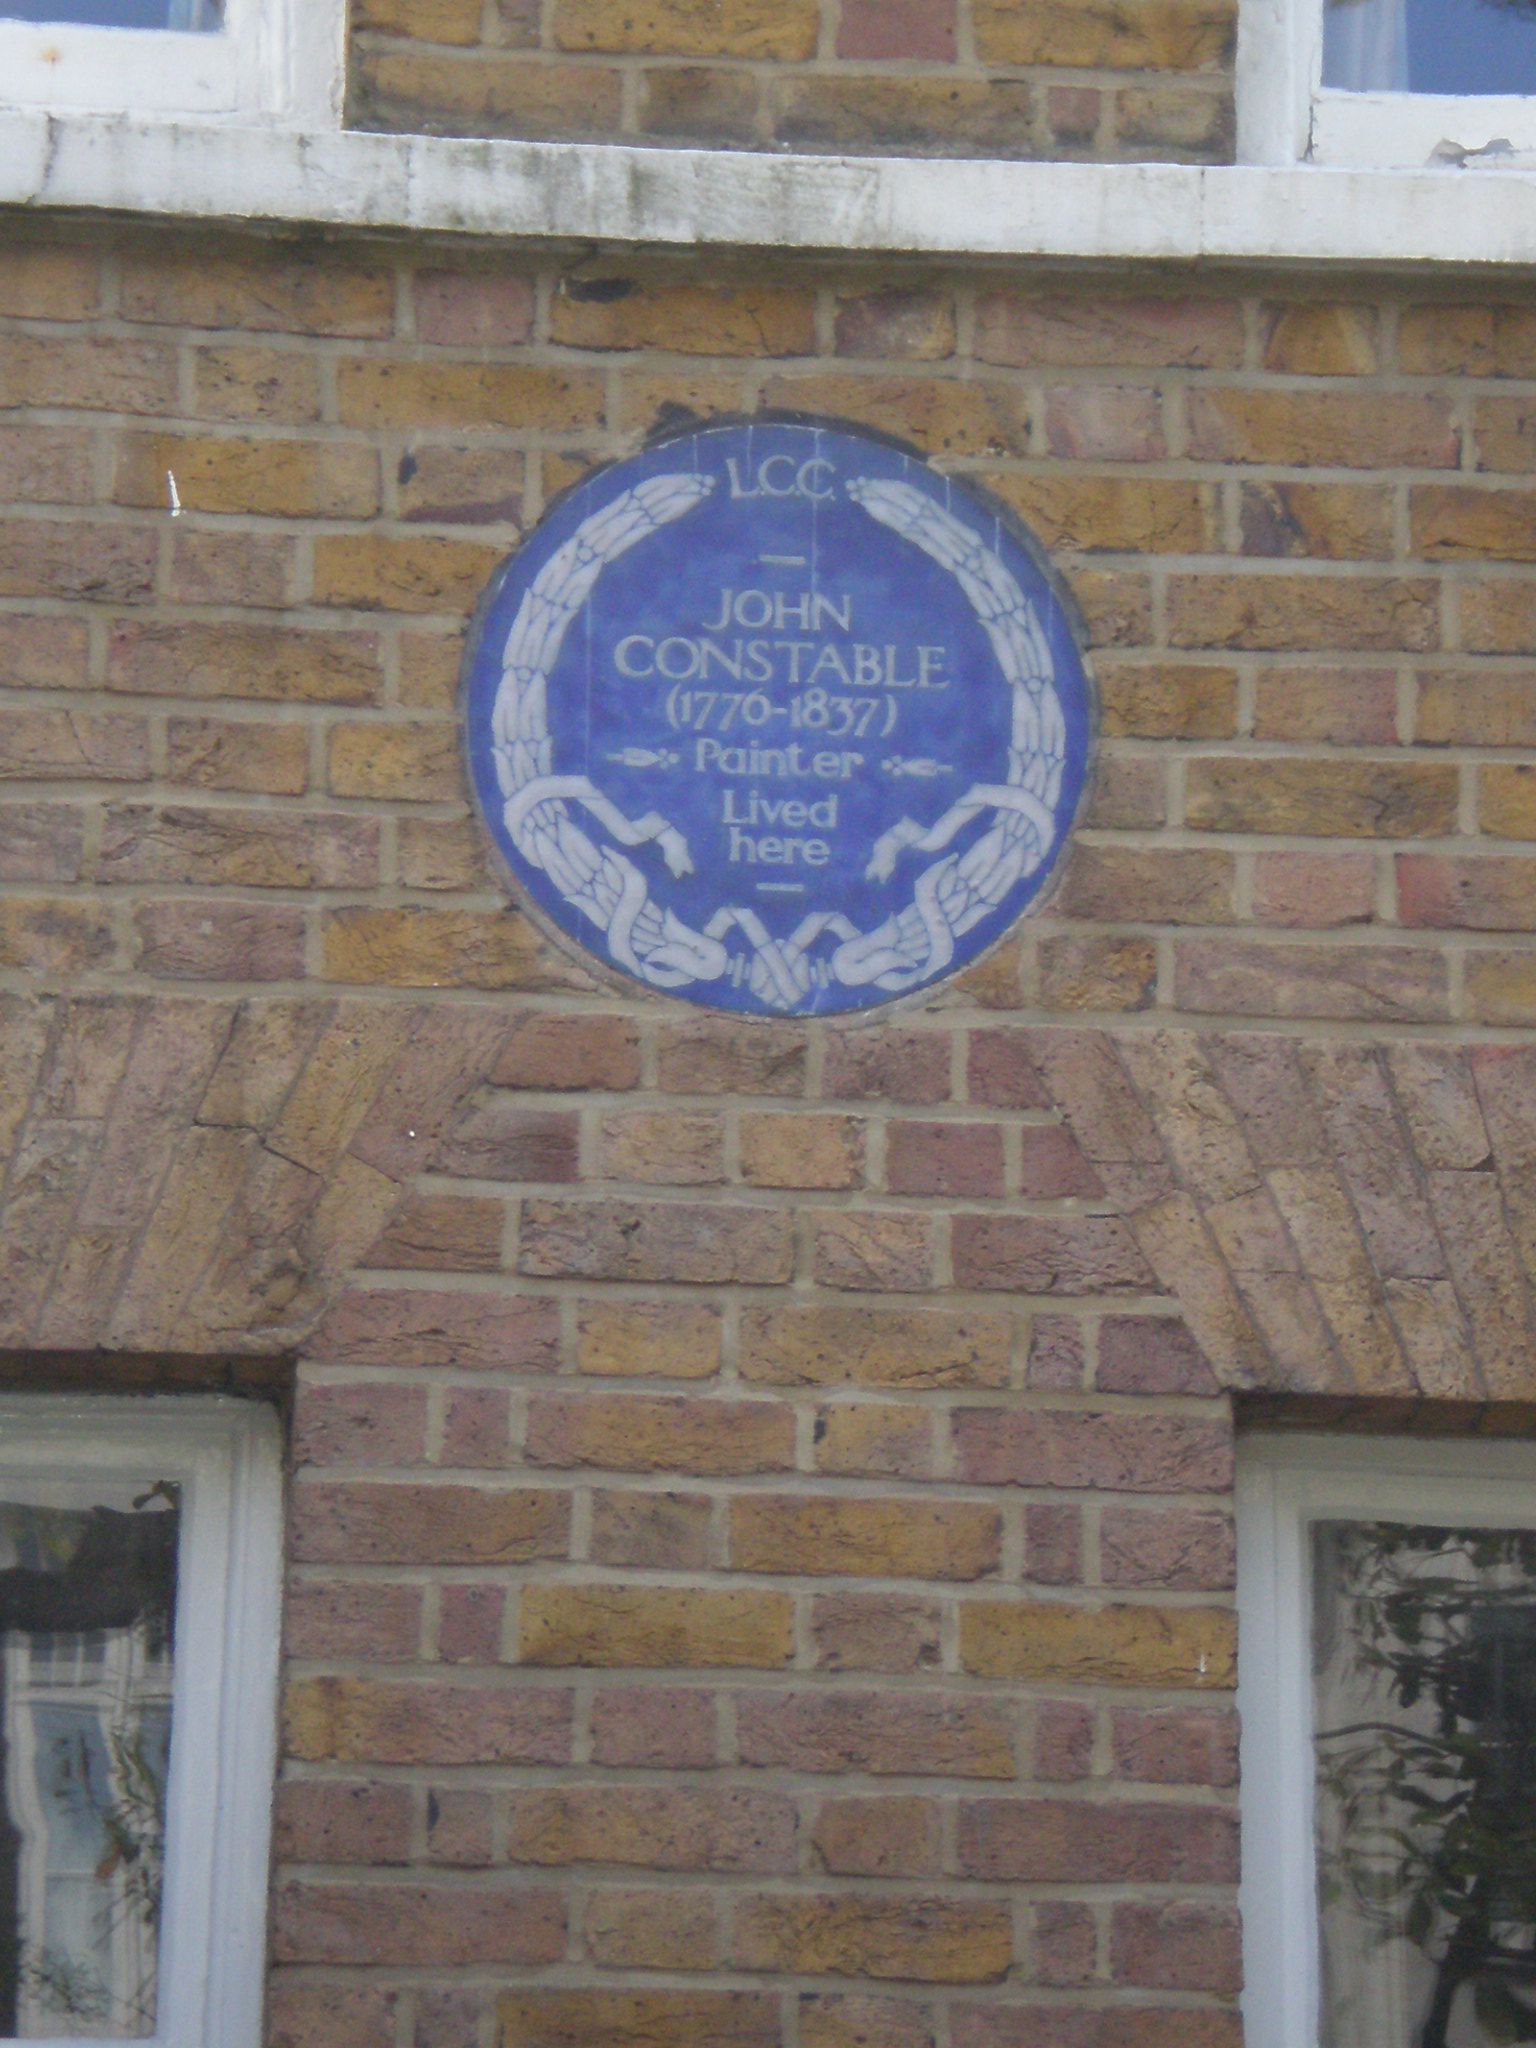 L.C.C.
JOHN
CONSTABLE
(1776-1837)
Painter
Lived
here